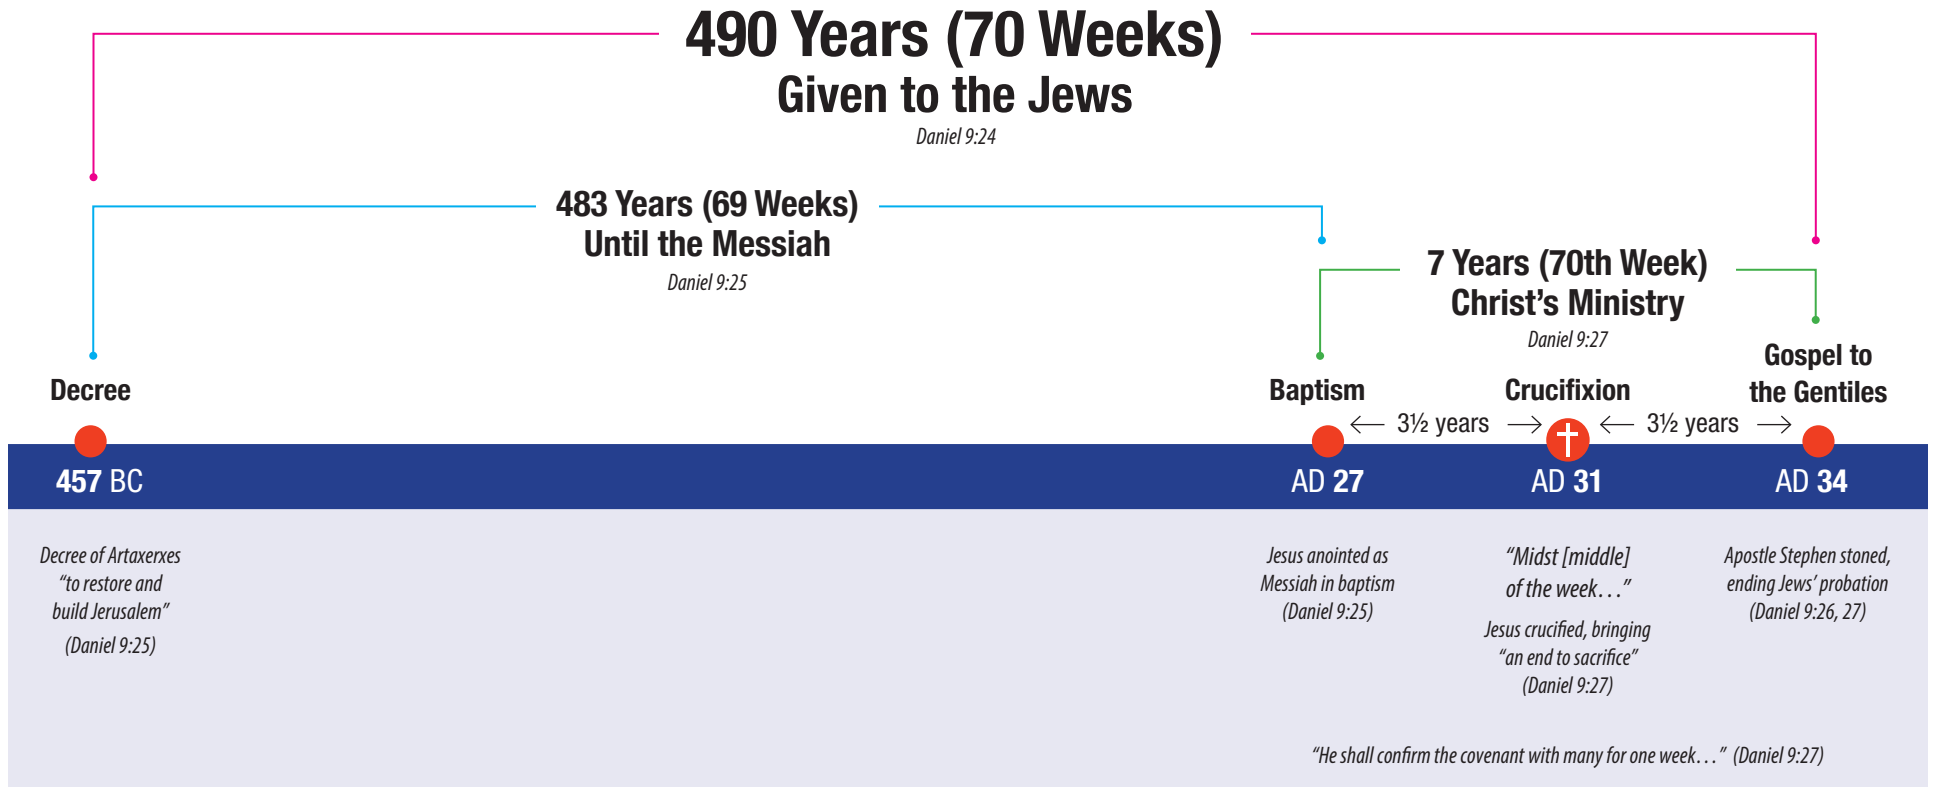 490 Years (70 Weeks)
Given to the Jews
Daniel 9:24
483 Years (69 Weeks)
Until the Messiah
Daniel 9:25
7 Years (70th Week)
Christ’s Ministry
Daniel 9:27
Decree
Baptism
Crucifixion
Gospel to
the Gentiles
3½ years
3½ years
457 BC
AD 27
AD 31
AD 34
Decree of Artaxerxes
“to restore and
build Jerusalem”
(Daniel 9:25)
Jesus anointed as
Messiah in baptism
(Daniel 9:25)
“Midst [middle]
of the week…”
Jesus crucified, bringing
“an end to sacrifice”
(Daniel 9:27)
Apostle Stephen stoned,
ending Jews’ probation
(Daniel 9:26, 27)
“He shall confirm the covenant with many for one week…” (Daniel 9:27)